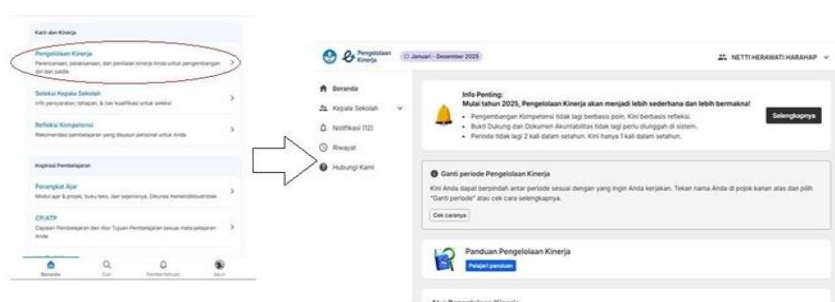 Karir dan Kinerja
Pengelolaan Kinerja
Perencanaan, pelaksanaan, dan penilaian kinerja Anda untuk pengembangan
diri dan satdik
Seleksi Kepala Sekolah
Info persyaratan, tahapan, & cek kualifikasi untuk seleksi
Refleksi Kompetensi
Rekomendasi pembelajaran yang disusun personal untuk Anda
Inspirasi Pembelajaran
Perangkat Ajar
Modul ajar & projek, buku teks, dan sejenisnya. Dikurasi Kemendikbudristek
CP/ATP
Capaian Pembelajaran dan Alur Tujuan Pembelajaran sesuai mata pelajaran
Anda
Beranda
Cari
Pemberitahuan
Akun
Pengelolaan
Kinerja
Januari - Desember 2025
NETTI HERAWATI HARAHAP
Beranda
Kepala Sekolah
Notifikasi (12)
Riwayat
Hubungi Kami
Info Penting:
Mulai tahun 2025, Pengelolaan Kinerja akan menjadi lebih sederhana dan lebih bermakna!
• Pengembangan Kompetensi tidak lagi berbasis poin. Kini berbasis refleksi.
• Bukti Dukung dan Dokumen Akuntabilitas tidak lagi perlu diunggah di sistem.
• Periode tidak lagi 2 kali dalam setahun. Kini hanya 1 kali dalam setahun.
Selengkapnya
Ganti periode Pengelolaan Kinerja
Kini Anda dapat berpindah antar periode sesuai dengan yang ingin Anda kerjakan. Tekan nama Anda di pojok kanan atas dan pilih
"Ganti periode" atau cek cara selengkapnya.
Cek caranya
Panduan Pengelolaan Kinerja
Pelajari panduan